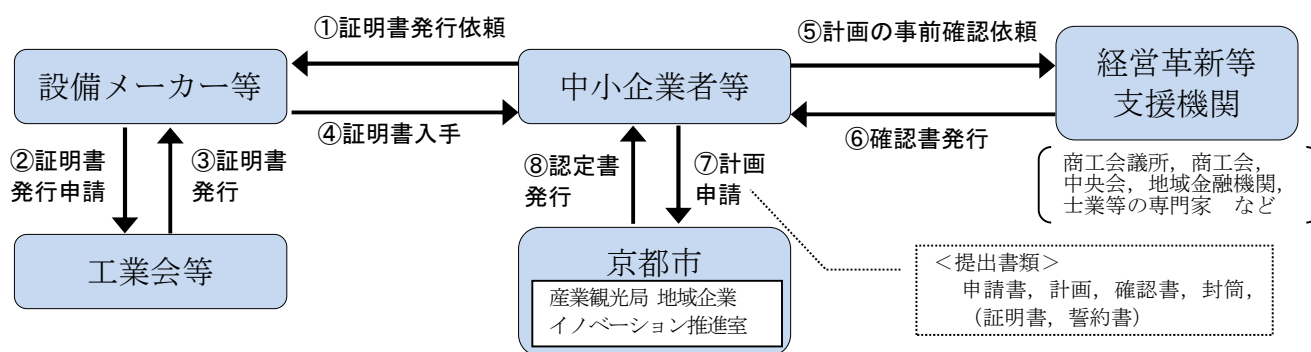 ①証明書発行依頼
⑤計画の事前確認依頼
設備メーカー等
中小企業者等
経営革新等
支援機関
④証明書入手
⑥確認書発行
②証明書
発行申請
③証明書
発行
⑧認定書
発行
⑦計画
申請
商工会議所,商工会,
中央会,地域金融機関,
士業等の専門家　など
工業会等
京都市
産業観光局 地域企業
イノベーション推進室
<提出書類>
申請書,計画,確認書,封筒,
(証明書,誓約書)